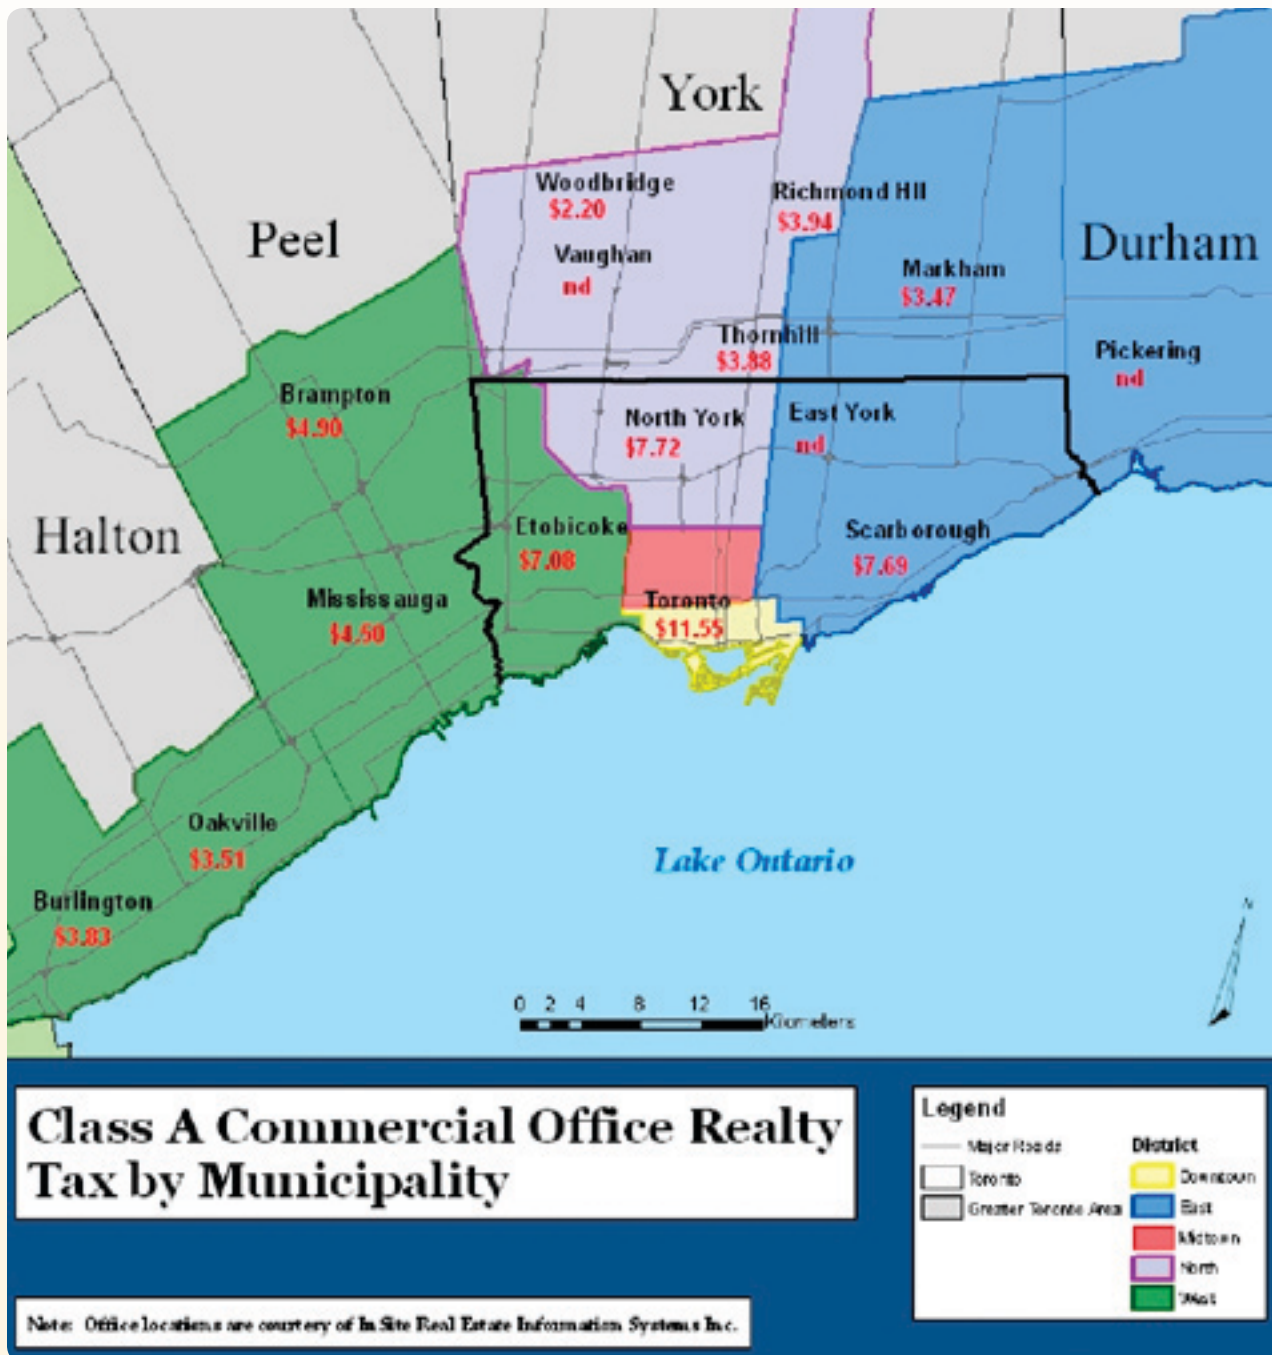 York
Woodbridge
$2.20
Richmond Hill
$3.94
Peel
Vaughan
nd
Durham
Markham
$3.47
Thornhill
$3.88
Pickering
nd
Brampton
$4.90
North York
$7.72
East York
nd
Halton
Etobicoke
$7.08
Scarborough
$7.69
Mississauga
$4.50
Toronto
$11.55
Oakville
$3.51
Lake Ontario
Burlington
$3.83
N
0 2 4 8 12 16
Kilometers
Class A Commercial Office Realty
Tax by Municipality
Note: Office locations are courtery of InSite Real Estate Information Systems Inc.
Legend
Major Roads
Toronto
Greater Toronto Area
District
Downtown
East
Midtown
North
West